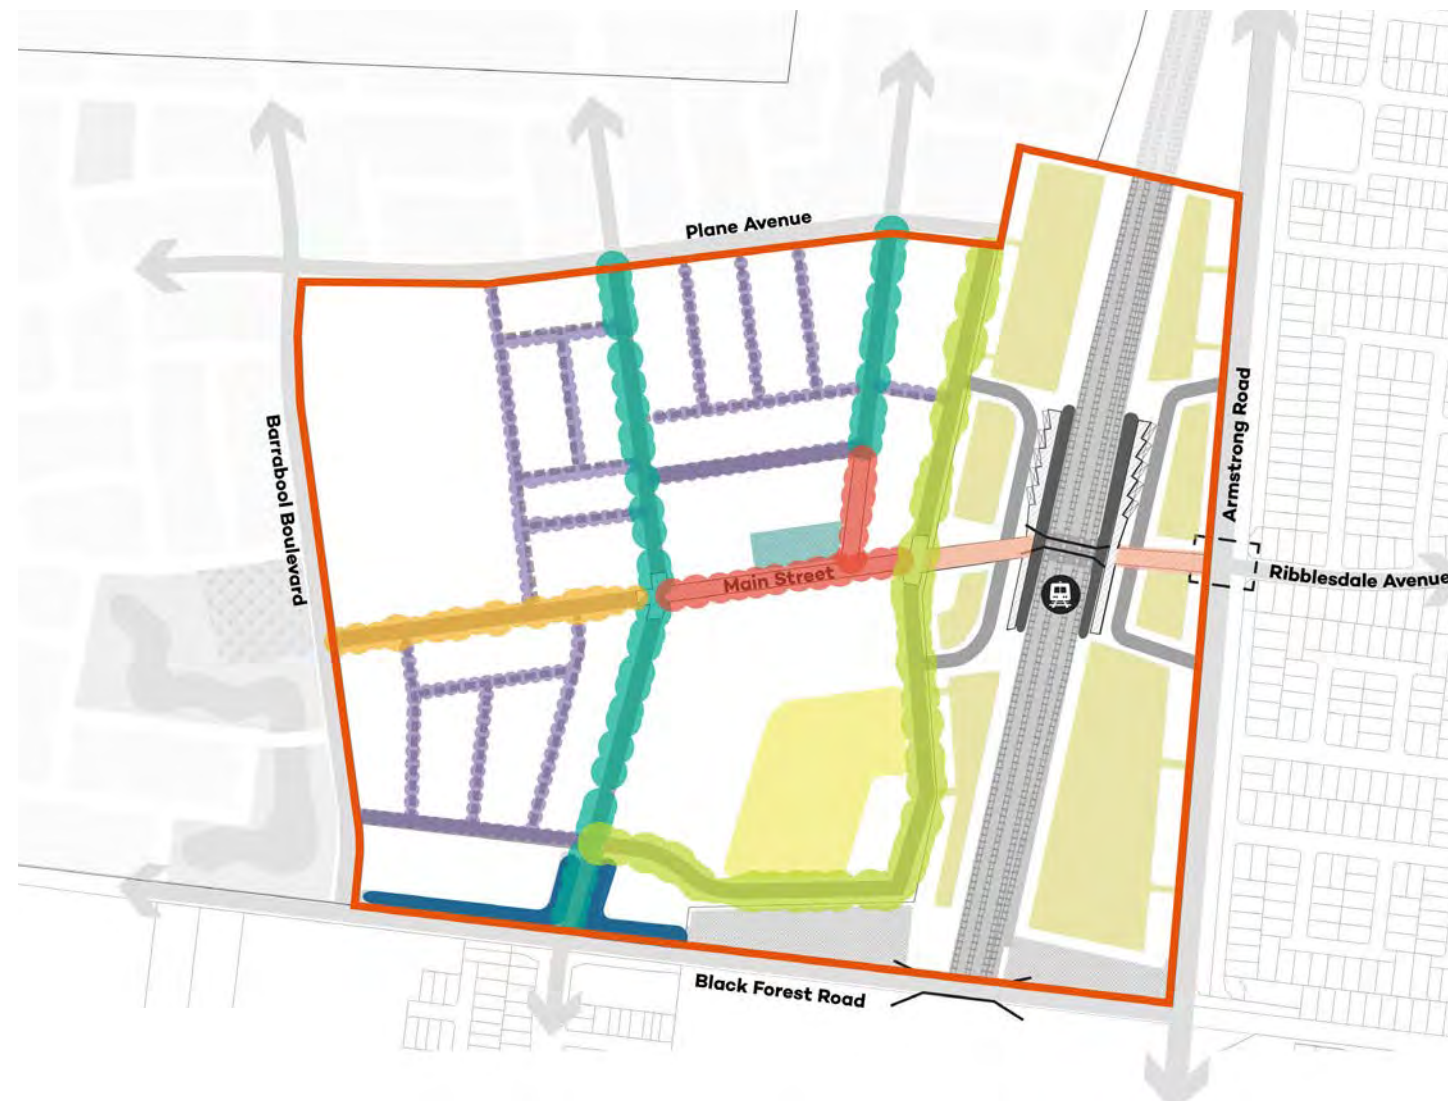 Plane Avenue
Barrabool Boulevard
Armstrong Road
Main Street
Ribblesdale Avenue
Black Forest Road